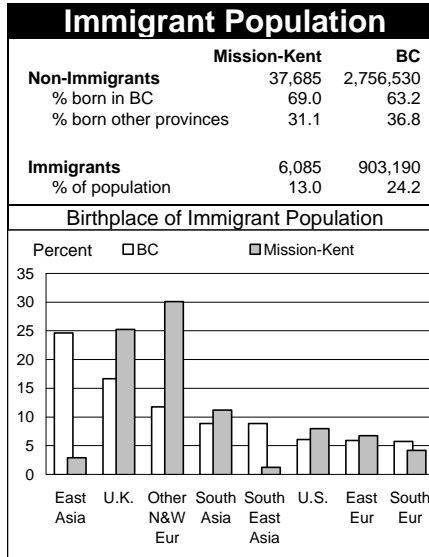 Immigrant Population
Mission-Kent BC
Non-Immigrants 37,685 2,756,530
% born in BC 69.0 63.2
% born other provinces 31.1 36.8
Immigrants 6,085 903,190
% of population 13.0 24.2
Birthplace of Immigrant Population
Percent BC Mission-Kent
35
30
25
20
15
10
5
0
East U.K. Other South South U.S. East South
Asia N&W Asia East Eur Eur
Eur Asia